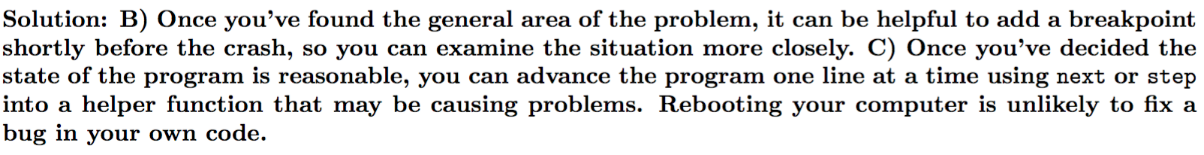 Solution: B) Once you’ve found the general area of the problem, it can be helpful to add a breakpoint
shortly before the crash, so you can examine the situation more closely. C) Once you’ve decided the
state of the program is reasonable, you can advance the program one line at a time using next or step
into a helper function that may be causing problems. Rebooting your computer is unlikely to fix a
bug in your own code.